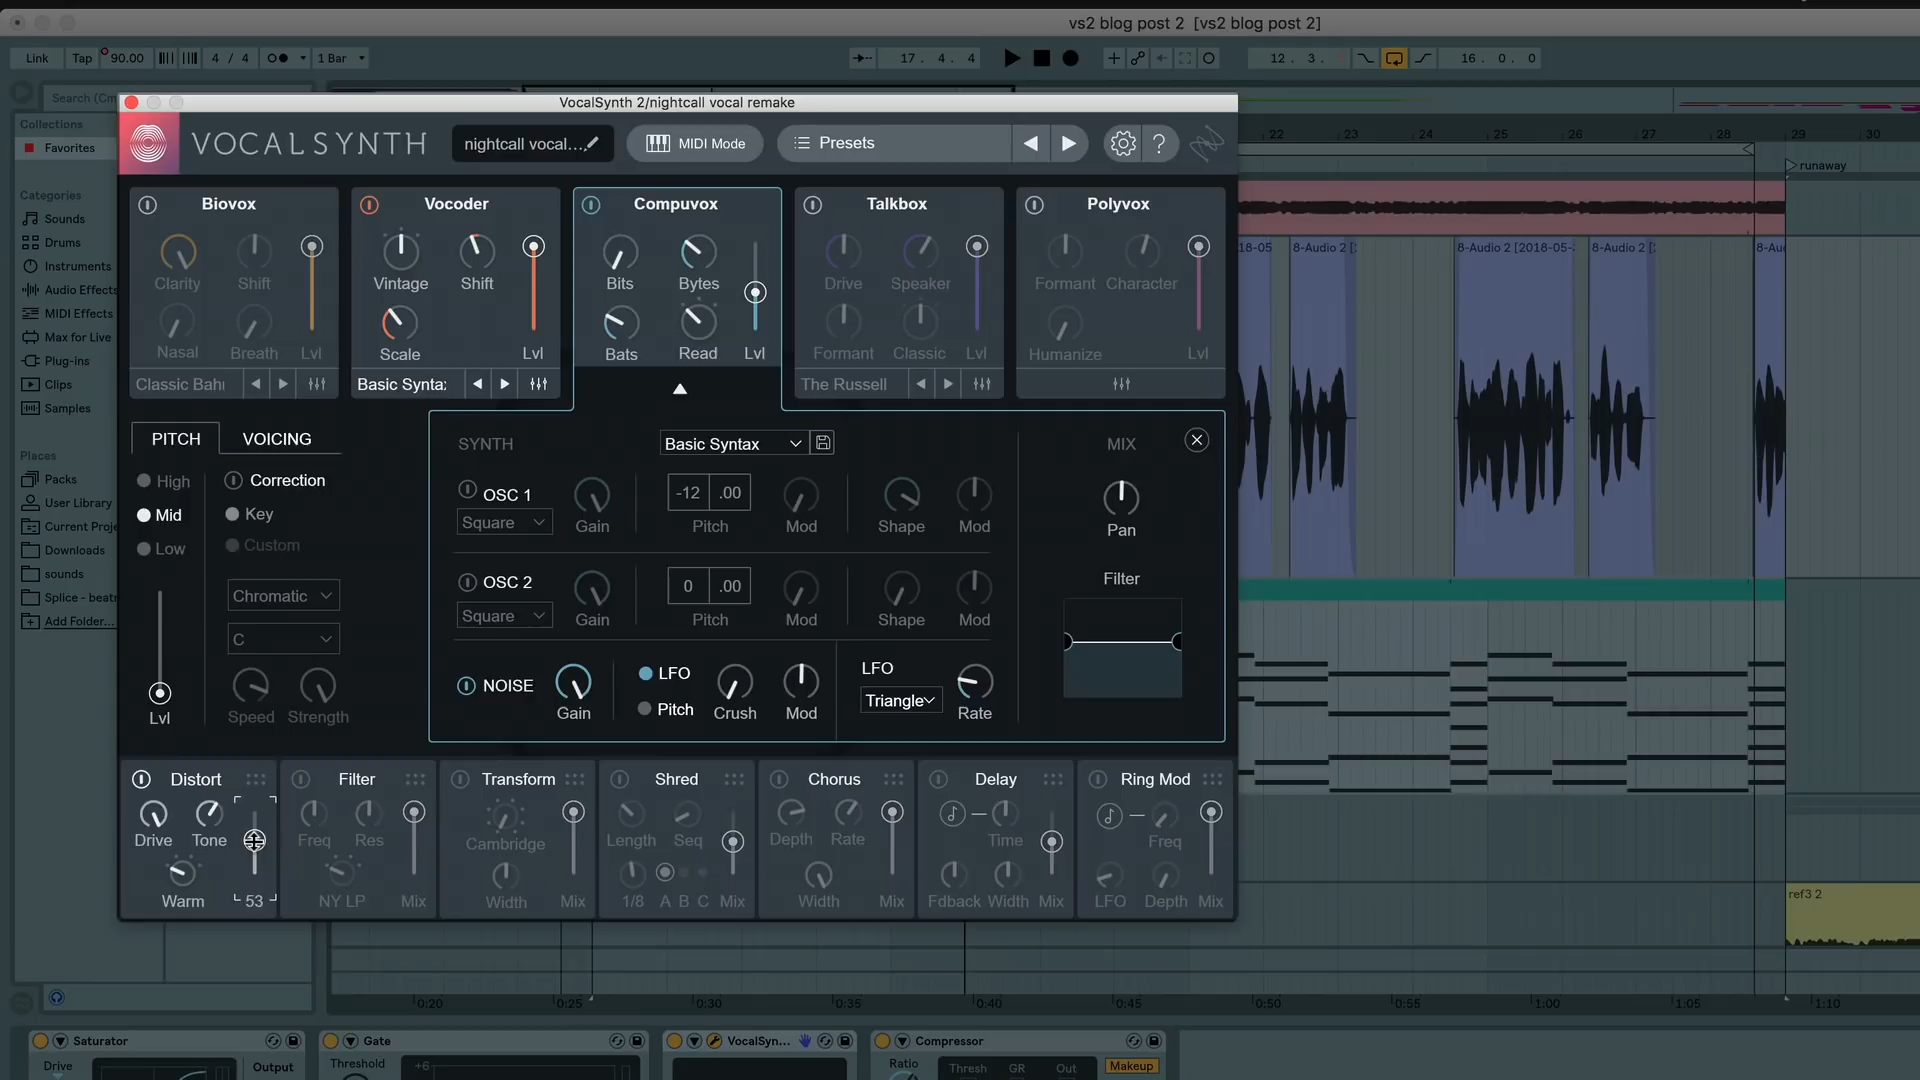 vs2 blog post 2 [vs2 blog post 2]
Link Tap 90.00 4 / 4 1 Bar 17. 4. 4 12. 3. 16. 0. 0
Search (Cm
Collections
Favorites
Categories
Sounds
Drums
Instruments
Audio Effects
MIDI Effects
Max for Live
Plug-ins
Clips
Samples
Places
Packs
User Library
Current Proje
Downloads
sounds
Splice - beat
Add Folder...
VocalSynth 2/nightcall vocal remake
VOCALSYNTH
nightcall vocal...
MIDI Mode
Presets
?
Biovox
Clarity Shift
Nasal Breath Lvl
Classic Bah
Vocoder
Vintage Shift
Scale Lvl
Basic Synta
Compuvox
Bits Bytes
Bats Read Lvl
Talkbox
Drive Speaker
Formant Classic Lvl
The Russell
Polyvox
Formant Character
Humanize Lvl
PITCH VOICING
High
Mid
Low
Lvl
Correction
Key
Custom
Chromatic
C
Speed Strength
SYNTH Basic Syntax
OSC 1
Square Gain
-12 .00
Pitch Mod Shape Mod
OSC 2
Square Gain
0 .00
Pitch Mod Shape Mod
NOISE Gain
LFO
Pitch
Crush Mod
LFO
Triangle
Rate
MIX
Pan
Filter
Distort
Drive Tone
Warm 53
Filter
Freq Res
NY LP Mix
Transform
Cambridge
Width Mix
Shred
Length Seq
1/8 A B C Mix
Chorus
Depth Rate
Width Mix
Delay
Time
Fdback Width Mix
Ring Mod
Freq
LFO Depth Mix
22 23 24 25 26 27 28 29 30
runaway
18-05
8-Audio 2 [
8-Audio 2 [2018-05-
8-Audio 2 [
8-Au
ref3 2
0:20 0:25 0:30 0:35 0:40 0:45 0:50 0:55 1:00 1:05 1:10
Saturator
Drive
Output
Gate
Threshold
+6
VocalSyn...
Compressor
Ratio
Thresh GR Out
Makeup